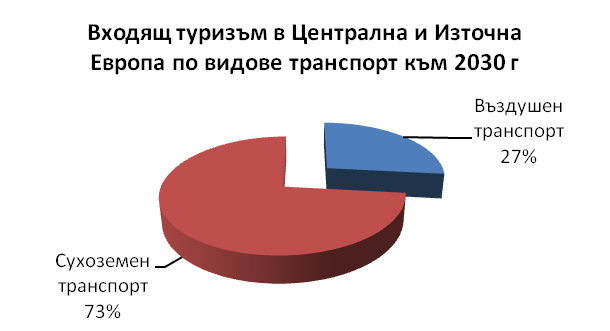 Входящ туризъм в Централна и Източна
Европа по видове транспорт към 2030 г
Въздушен
транспорт
27%
Сухоземен
транспорт
73%